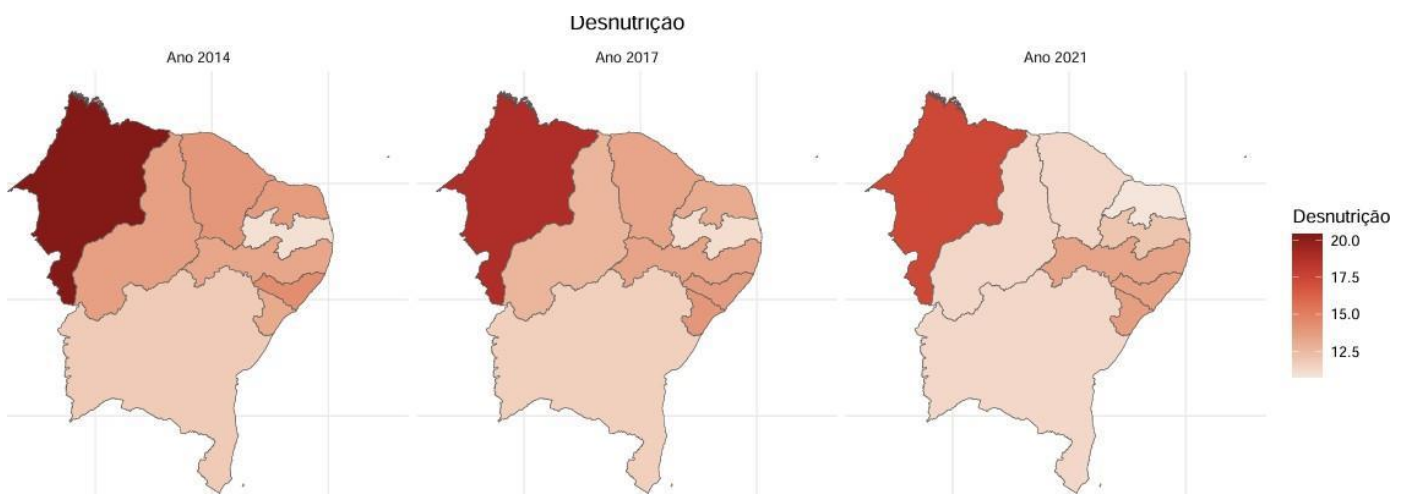 Desnutrição
Ano 2014
Ano 2017
Ano 2021
Desnutrição
20.0
17.5
15.0
12.5